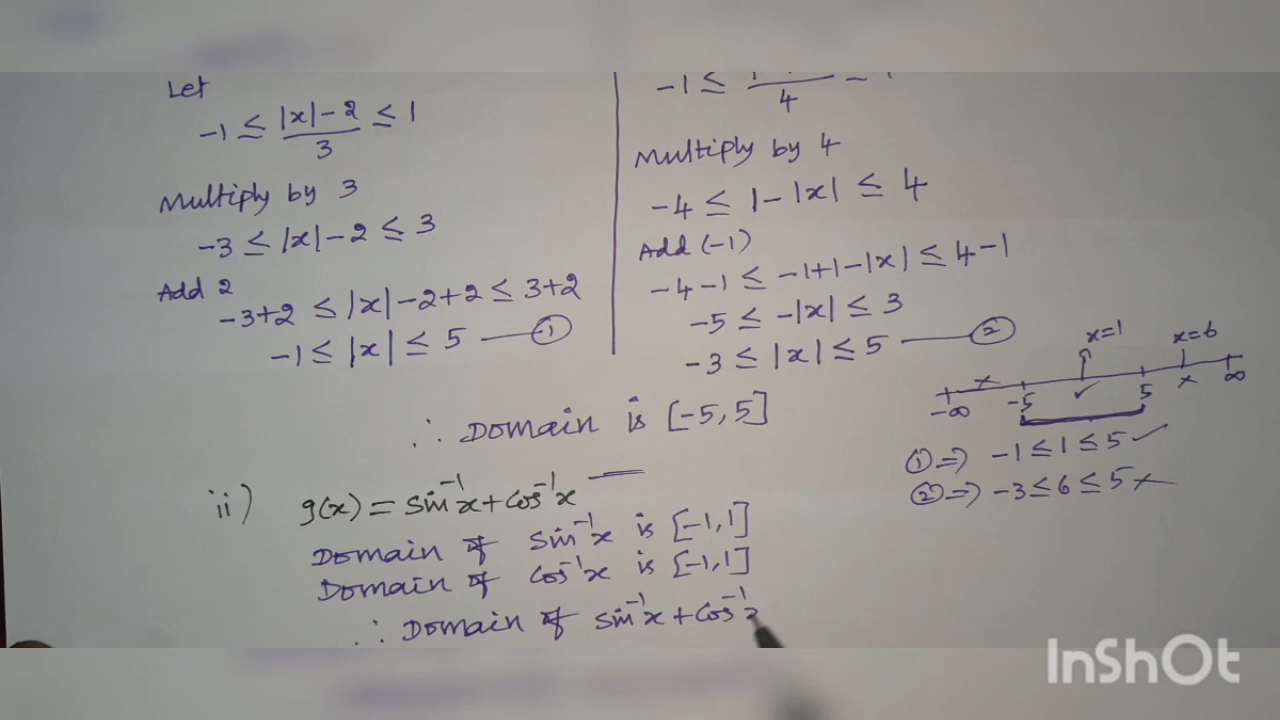 Let
-1 ≤ |x|-2/3 ≤ 1
Multiply by 3
-3 ≤ |x|-2 ≤ 3
Add 2
-3+2 ≤ |x|-2+2 ≤ 3+2
-1 ≤ |x| ≤ 5 — ①
-1 ≤ /4
Multiply by 4
-4 ≤ 1-|x| ≤ 4
Add (-1)
-4-1 ≤ -1+1-|x| ≤ 4-1
-5 ≤ -|x| ≤ 3
-3 ≤ |x| ≤ 5 — ②
x=1 x=6
-∞ -5 ✓ 5 × ∞
① => -1 ≤ 1 ≤ 5 ✓
② => -3 ≤ 6 ≤ 5 ×
∴ Domain is [-5, 5]
ii) g(x) = sin⁻¹x + cos⁻¹x
Domain of sin⁻¹x is [-1, 1]
Domain of cos⁻¹x is [-1, 1]
∴ Domain of sin⁻¹x + cos⁻¹x
InShOt